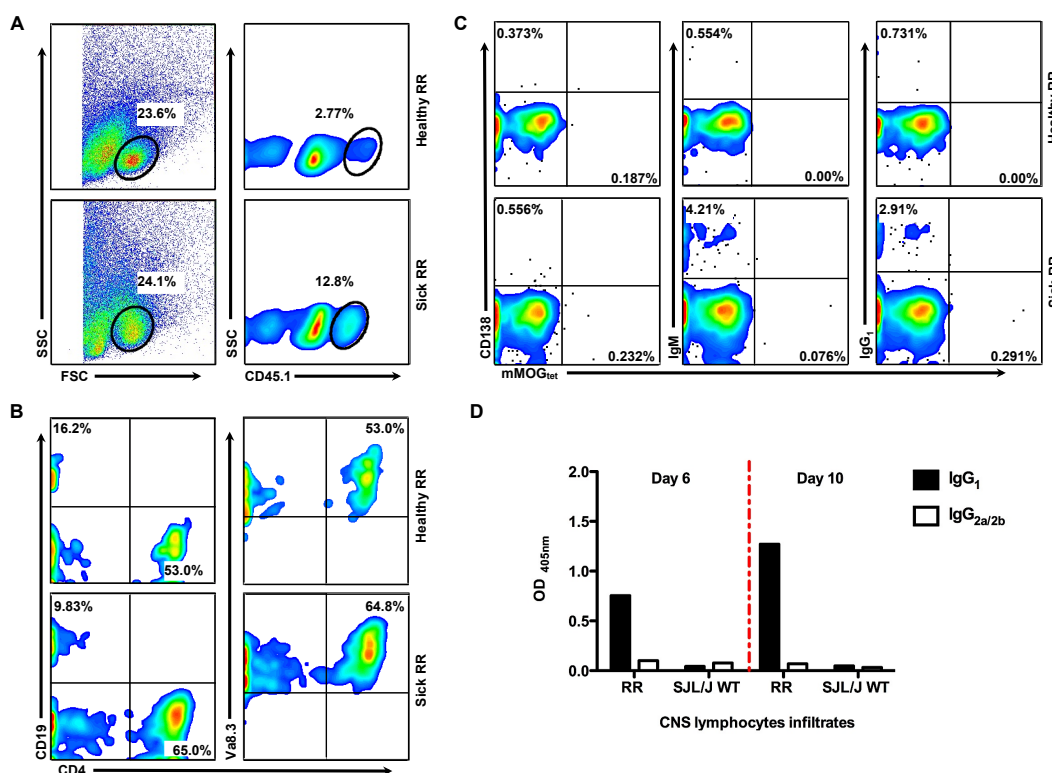 A
23.6%
2.77%
Healthy RR
24.1%
12.8%
Sick RR
SSC
SSC
FSC
CD45.1
B
16.2%
53.0%
53.0%
Healthy RR
9.83%
64.8%
65.0%
Sick RR
CD19
Va8.3
CD4
C
0.373%
0.554%
0.731%
0.187%
0.00%
0.00%
Healthy RR
0.556%
4.21%
2.91%
0.232%
0.076%
0.291%
Sick RR
CD138
IgM
IgG1
mMOGtet
D
Day 6
Day 10
IgG1
IgG2a/2b
2.0
1.5
1.0
0.5
0.0
OD 405nm
RR
SJL/J WT
RR
SJL/J WT
CNS lymphocytes infiltrates